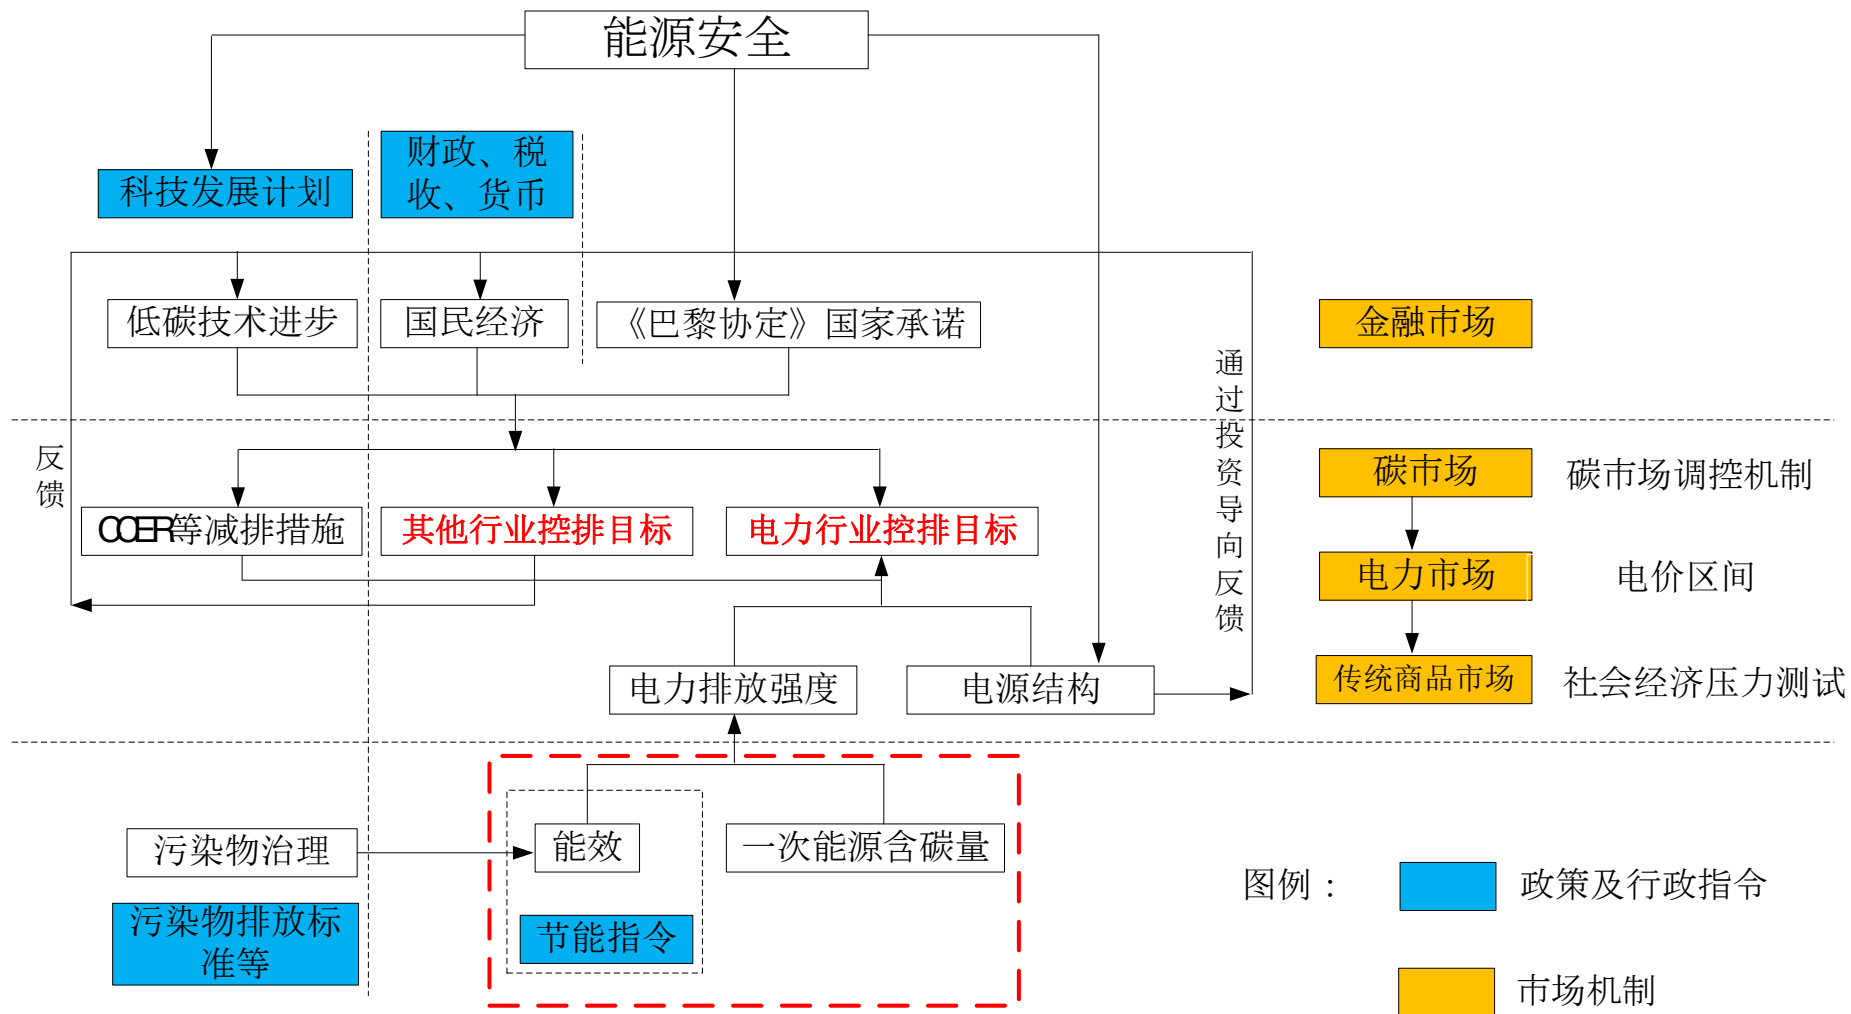 能源安全
财政、税
收、货币
科技发展计划
低碳技术进步
国民经济
《巴黎协定》国家承诺
金融市场
通过投资导向反馈
反馈
碳市场
碳市场调控机制
CCER等减排措施
其他行业控排目标
电力行业控排目标
电力市场
电价区间
电力排放强度
电源结构
传统商品市场
社会经济压力测试
污染物治理
能效
一次能源含碳量
图例：
政策及行政指令
污染物排放标
准等
节能指令
市场机制